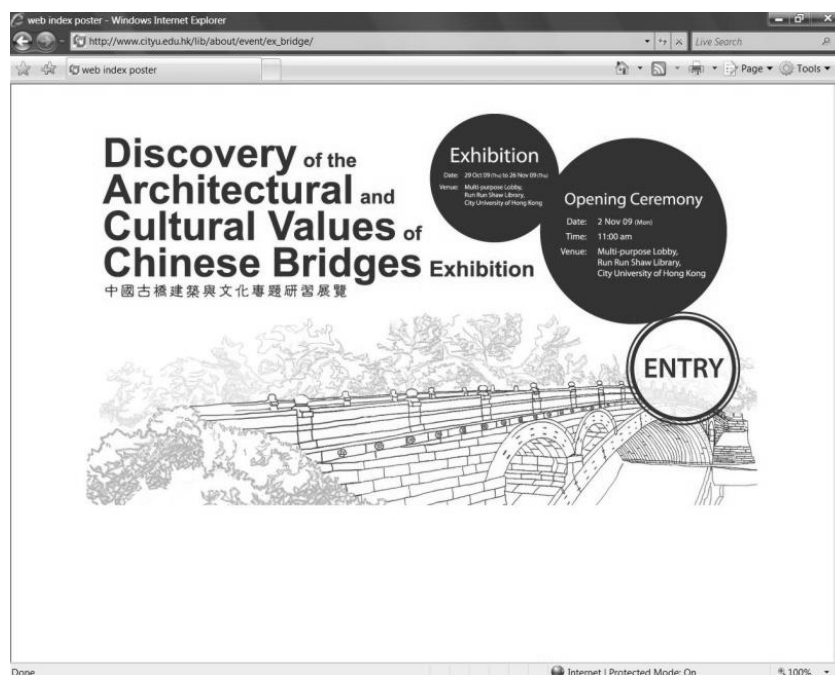 web index poster - Windows Internet Explorer
http://www.cityu.edu.hk/lib/about/event/ex_bridge/
Live Search
web index poster
Page
Tools
Discovery of the
Architectural and
Cultural Values of
Chinese Bridges Exhibition
中國古橋建築與文化專題研習展覽
Exhibition
Date: 29 Oct 09 (Thu) to 26 Nov 09 (Thu)
Venue: Multi-purpose Lobby,
Run Run Shaw Library,
City University of Hong Kong
Opening Ceremony
Date: 2 Nov 09 (Mon)
Time: 11:00 am
Venue: Multi-purpose Lobby,
Run Run Shaw Library,
City University of Hong Kong
ENTRY
Done
Internet | Protected Mode: On
100%